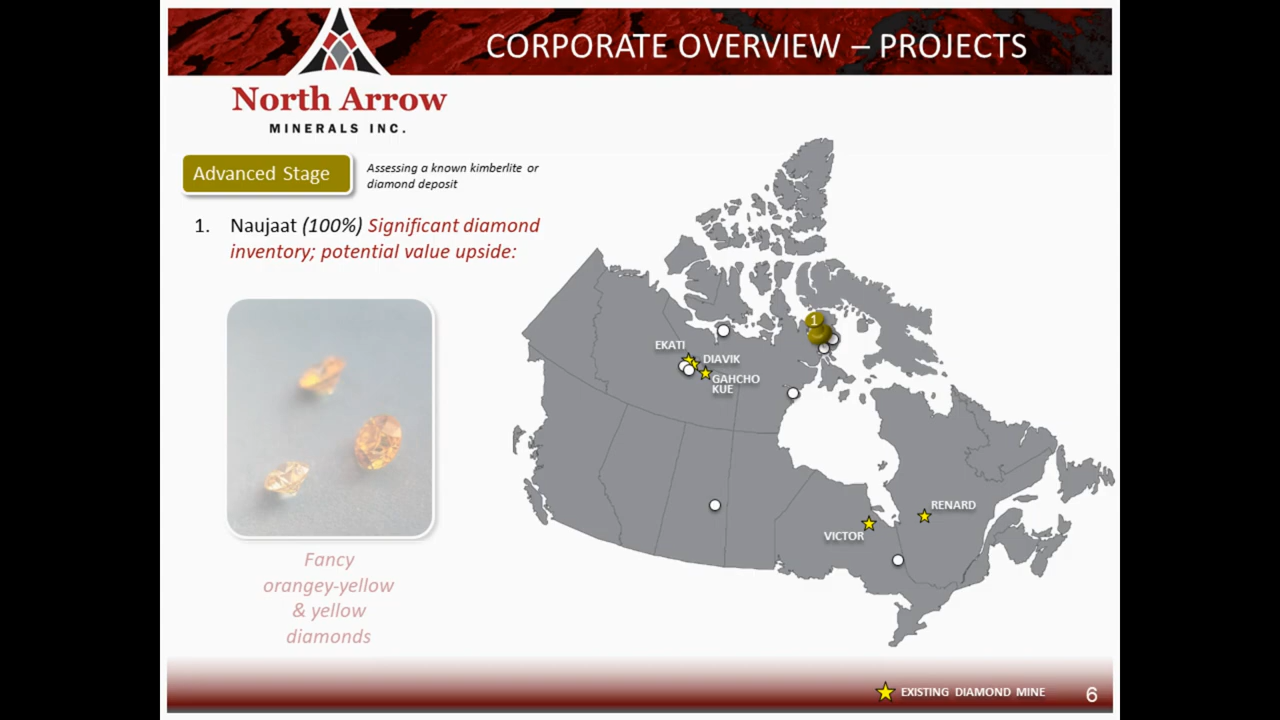 CORPORATE OVERVIEW – PROJECTS
North Arrow
MINERALS INC.
Advanced Stage
Assessing a known kimberlite or
diamond deposit
1. Naujaat (100%) Significant diamond
inventory; potential value upside:
Fancy
orangey-yellow
& yellow
diamonds
1
EKATI
DIAVIK
GAHCHO
KUE
RENARD
VICTOR
EXISTING DIAMOND MINE
6